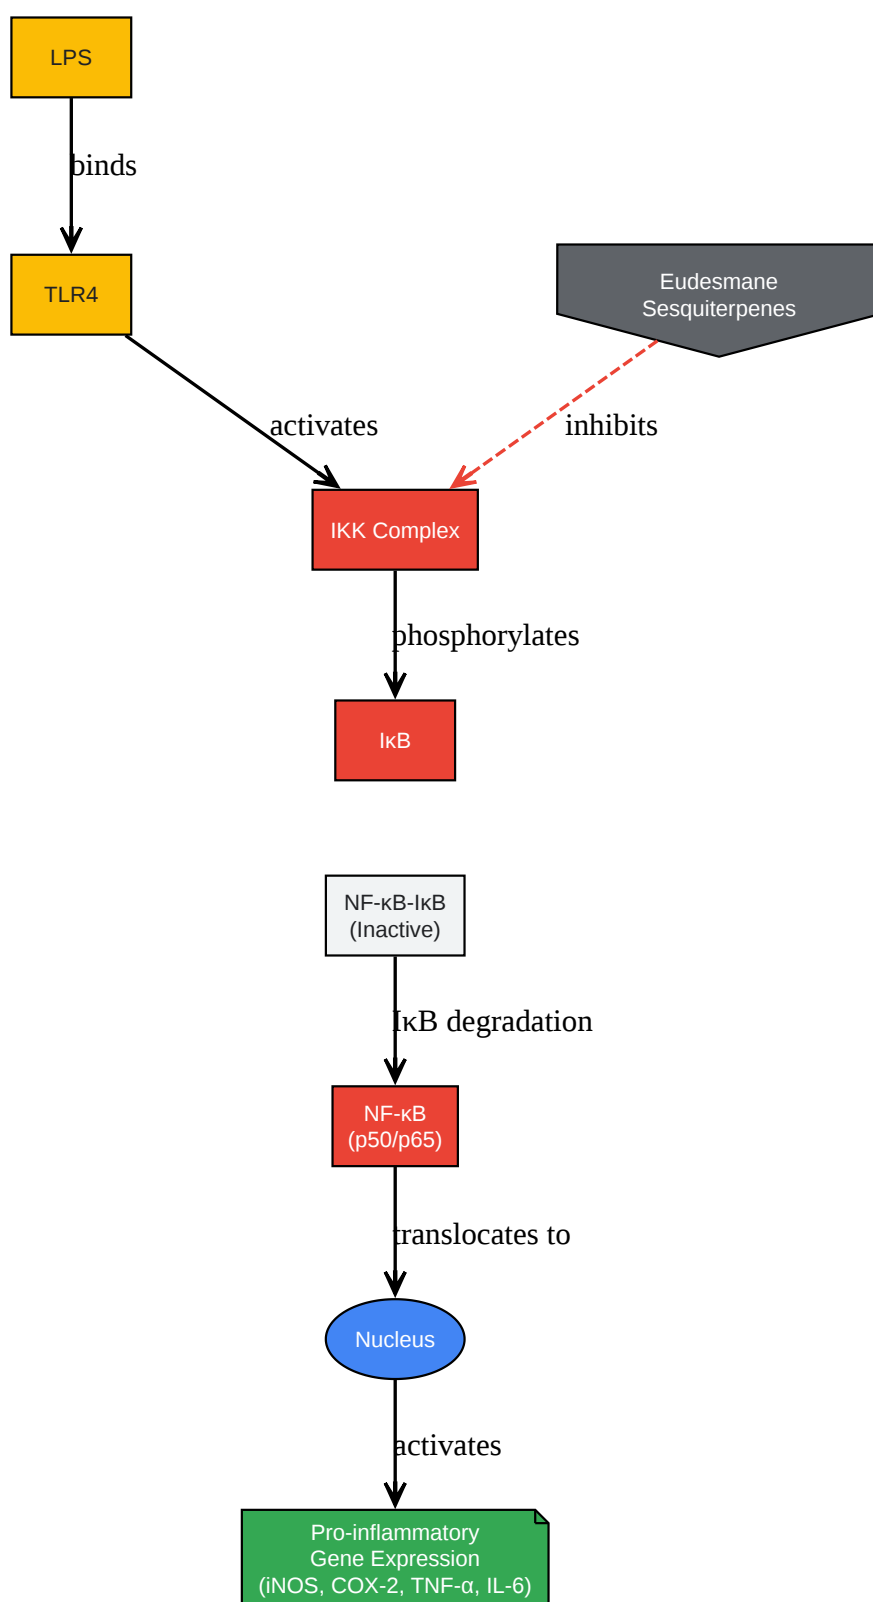 LPS
binds
TLR4
Eudesmane
Sesquiterpenes
activates
inhibits
IKK Complex
phosphorylates
IκB
NF-κB-IκB
(Inactive)
IκB degradation
NF-κB
(p50/p65)
translocates to
Nucleus
activates
Pro-inflammatory
Gene Expression
(iNOS, COX-2, TNF-α, IL-6)